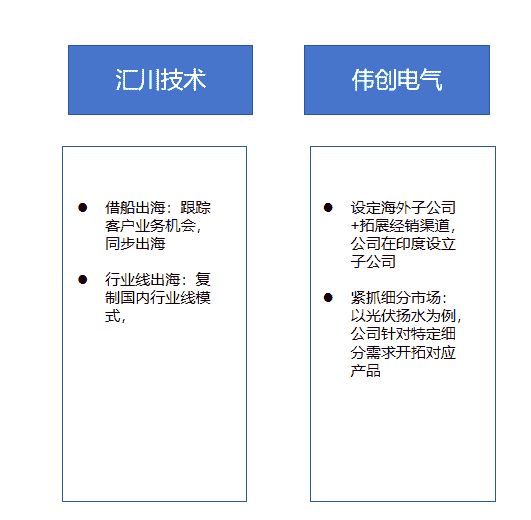 汇川技术
伟创电气
● 借船出海：跟踪
客户业务机会，
同步出海
● 行业线出海：复
制国内行业线模
式，
● 设定海外子公司
+拓展经销渠道，
公司在印度设立
子公司
● 紧抓细分市场：
以光伏扬水为例，
公司针对特定细
分需求开拓对应
产品